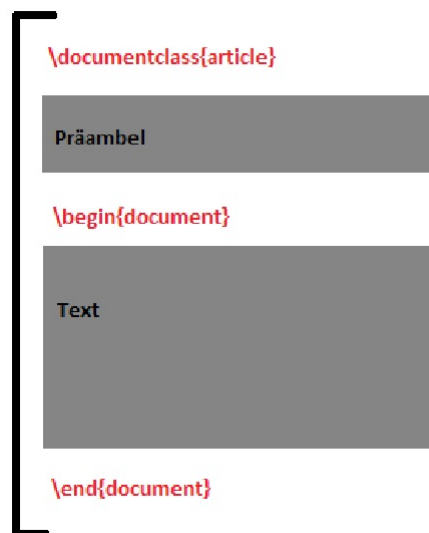 \documentclass{article}
Präambel
\begin{document}
Text
\end{document}